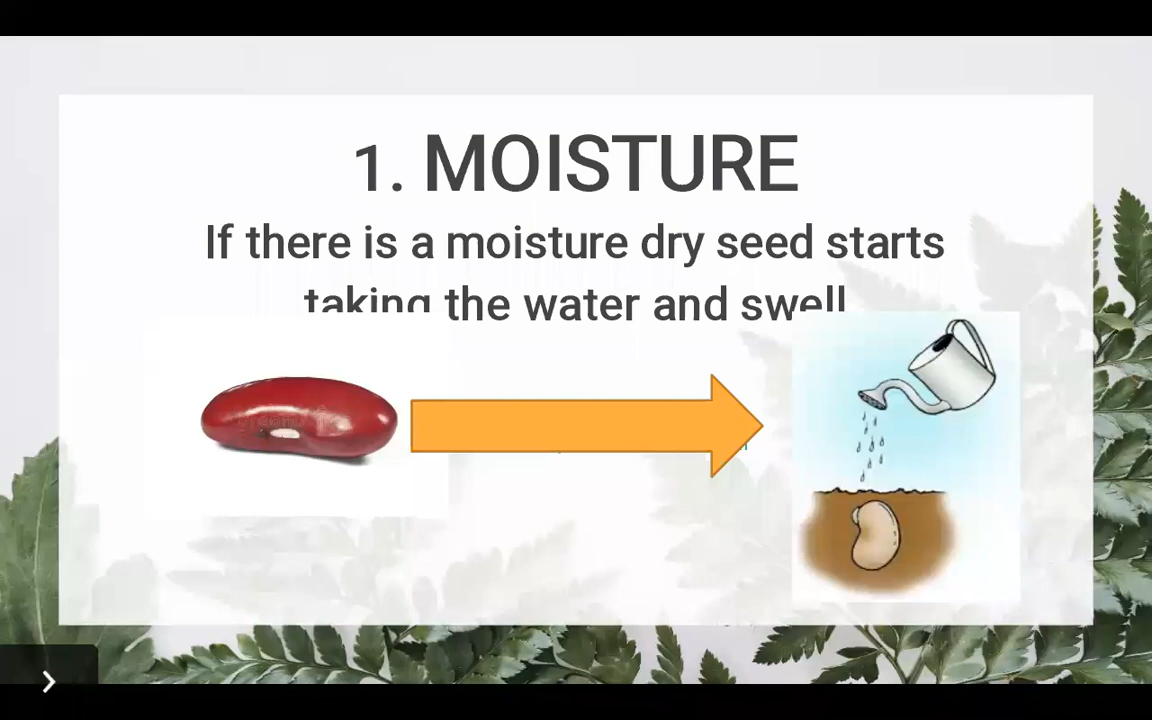 1. MOISTURE
If there is a moisture dry seed starts
taking the water and swell